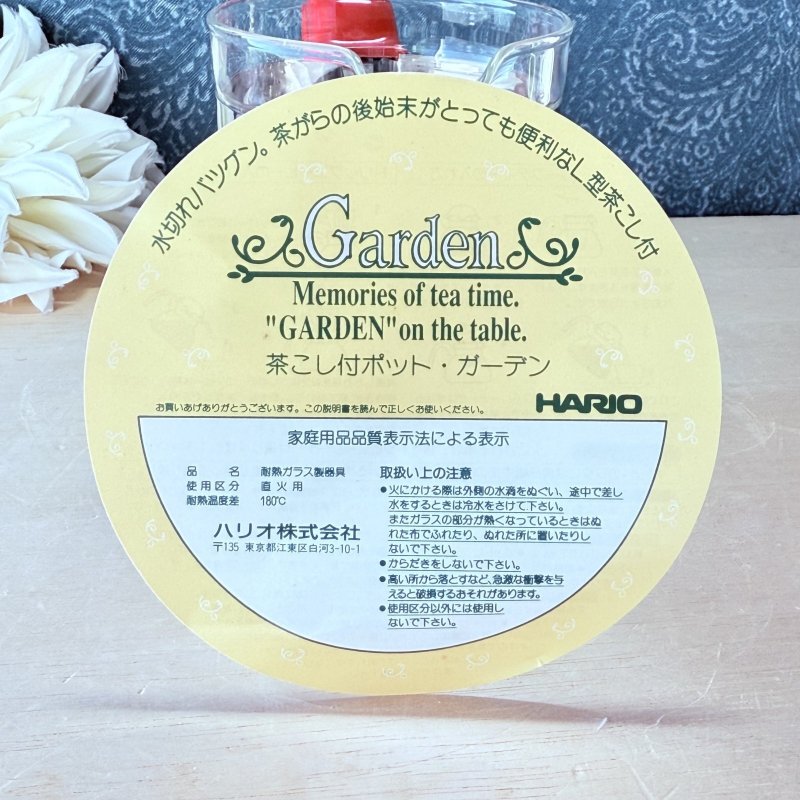 水切れバツグン。茶がらの後始末がとっても便利なL型茶こし付
Garden
Memories of tea time.
"GARDEN" on the table.
茶こし付ポット・ガーデン
お買いあげありがとうございます。この説明書を読んで正しくお使いください。
HARIO
家庭用品品質表示法による表示
品名 耐熱ガラス製器具
使用区分 直火用
耐熱温度差 180℃
ハリオ株式会社
〒135 東京都江東区白河3-10-1
取扱い上の注意
●火にかける際は外側の水滴をぬぐい、途中で差し
水をするときは冷水をさけて下さい。
またガラスの部分が熱くなっているときはぬ
れた布でふれたり、ぬれた所に置いたりし
ないで下さい。
●からだきをしないで下さい。
●高い所から落とすなど、急激な衝撃を与
えると破損するおそれがあります。
●使用区分以外には使用し
ないで下さい。